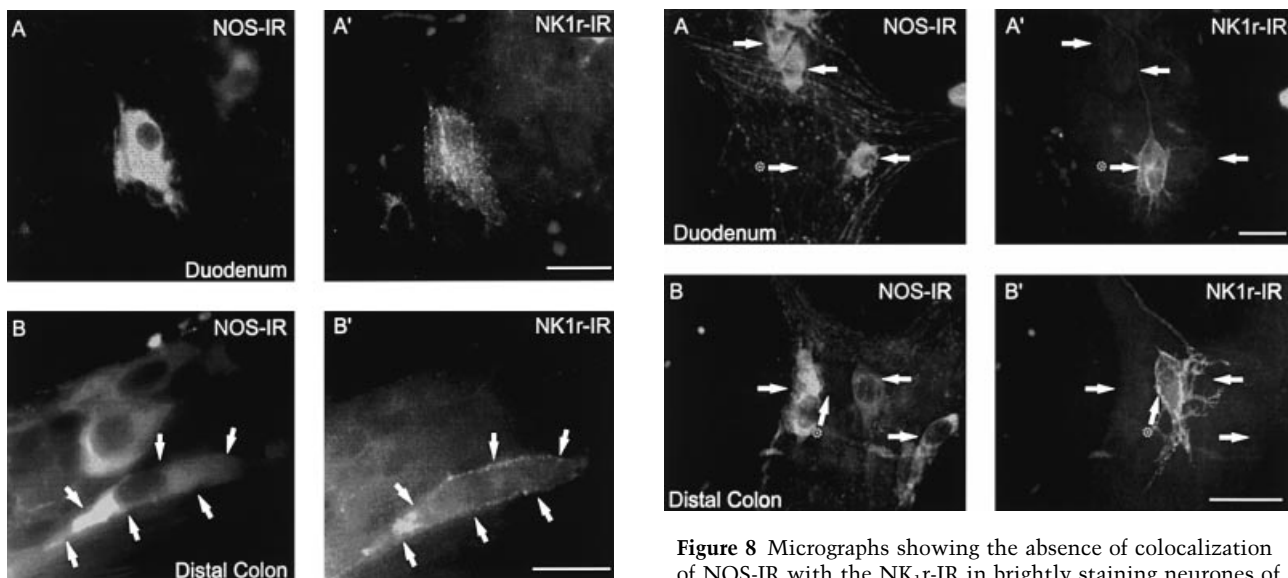 A NOS-IR
A' NK1r-IR
Duodenum
B NOS-IR
B' NK1r-IR
Distal Colon
A NOS-IR
A' NK1r-IR
Duodenum
B NOS-IR
B' NK1r-IR
Distal Colon
Figure 8 Micrographs showing the absence of colocalization
of NOS-IR with the NK₁r-IR in brightly staining neurones of